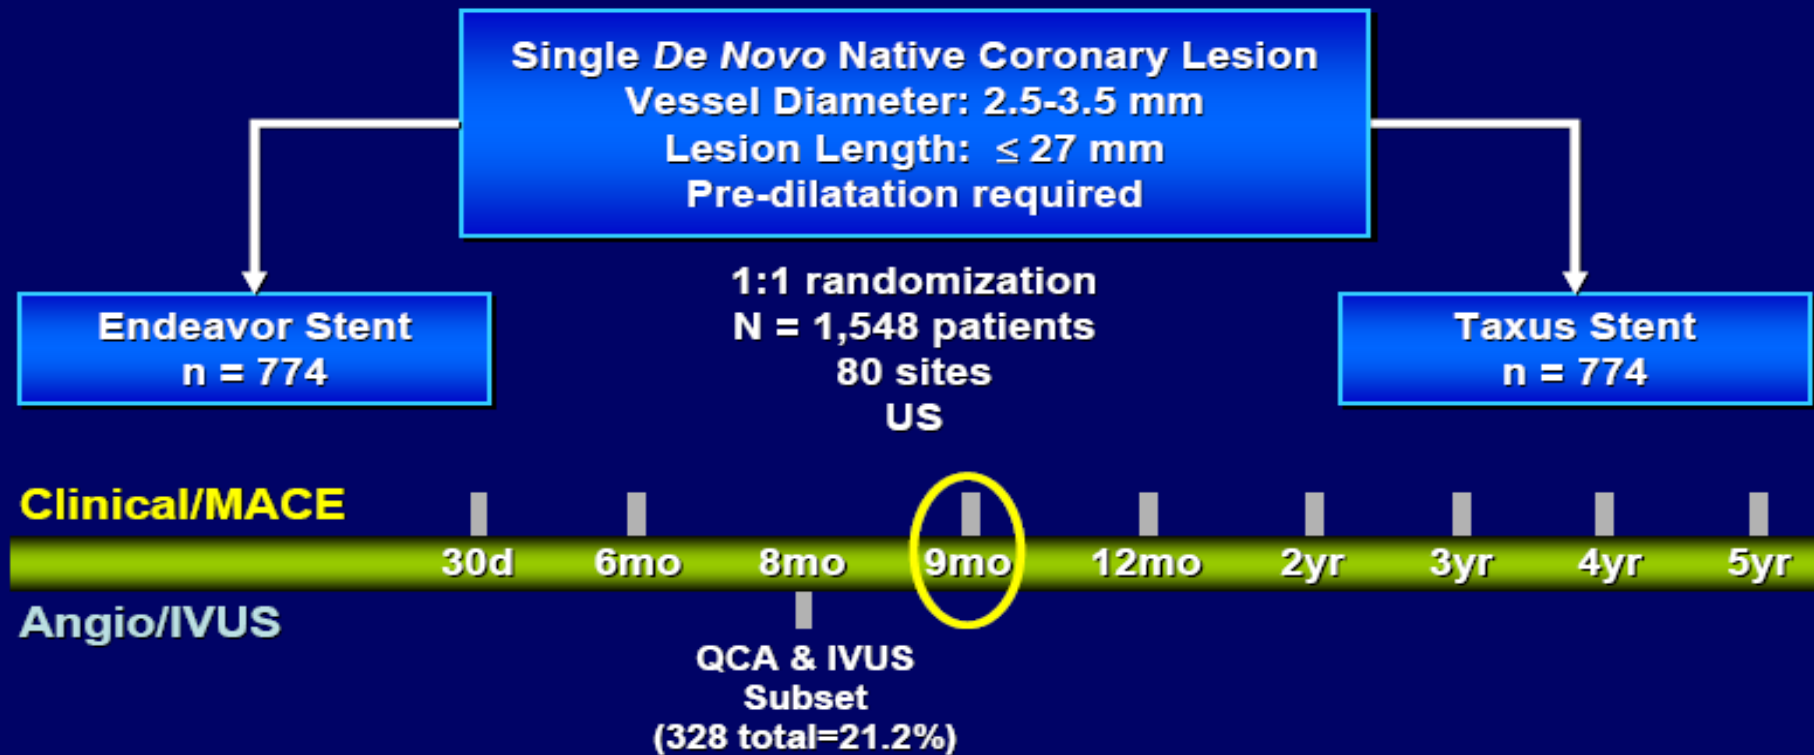 Single De Novo Native Coronary Lesion
Vessel Diameter: 2.5-3.5 mm
Lesion Length: ≤ 27 mm
Pre-dilatation required
Endeavor Stent
n = 774
1:1 randomization
N = 1,548 patients
80 sites
US
Taxus Stent
n = 774
Clinical/MACE
30d 6mo 8mo 9mo 12mo 2yr 3yr 4yr 5yr
Angio/IVUS
QCA & IVUS
Subset
(328 total=21.2%)